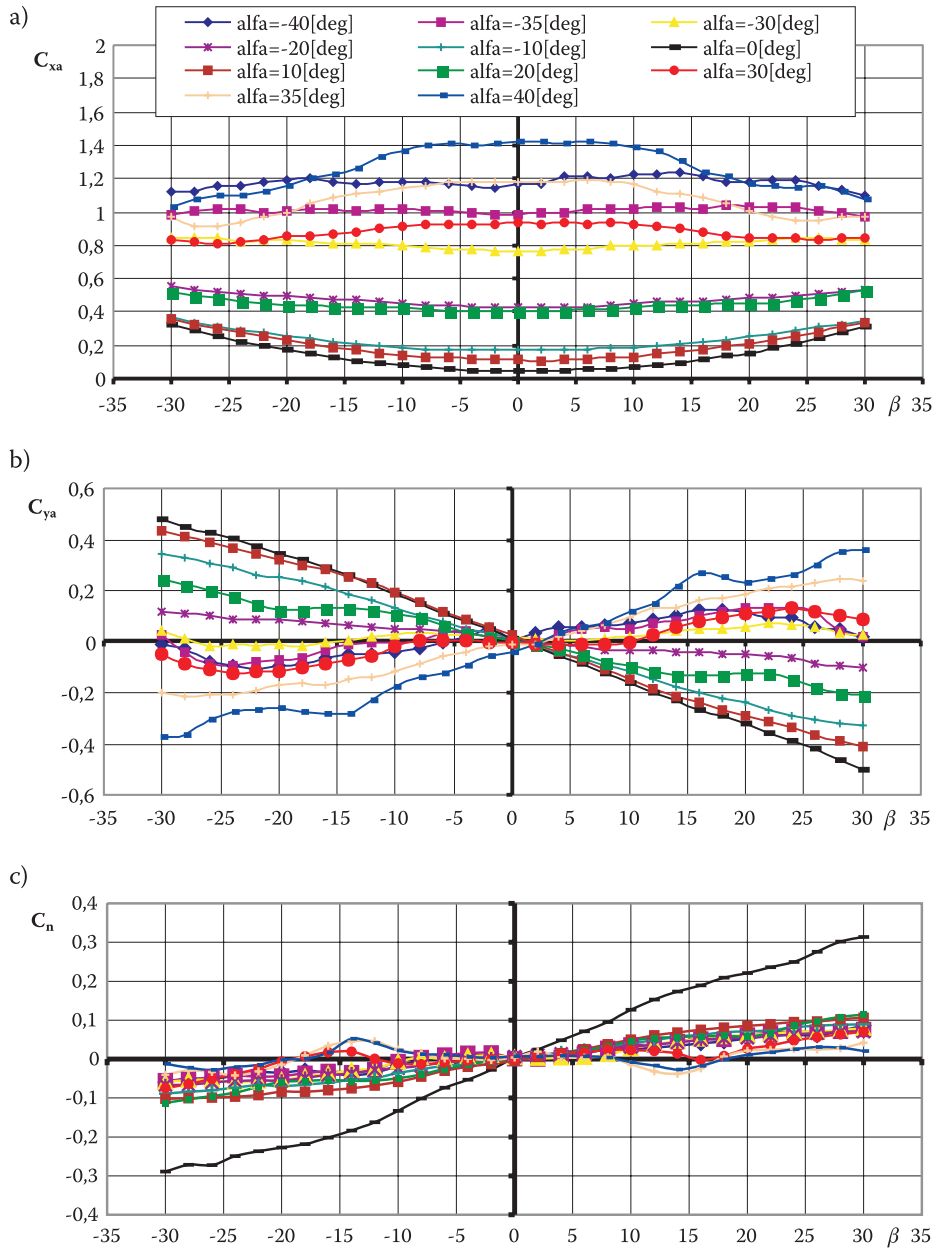 a)
alfa=-40[deg] alfa=-35[deg] alfa=-30[deg]
alfa=-20[deg] alfa=-10[deg] alfa=0[deg]
alfa=10[deg] alfa=20[deg] alfa=30[deg]
alfa=35[deg] alfa=40[deg]
Cxa
2
1,8
1,6
1,4
1,2
1
0,8
0,6
0,4
0,2
0
-35 -30 -25 -20 -15 -10 -5 0 5 10 15 20 25 30 β 35
b)
Cya
0,6
0,4
0,2
0
-0,2
-0,4
-0,6
-35 -30 -25 -20 -15 -10 -5 0 5 10 15 20 25 30 β 35
c)
Cn
0,4
0,3
0,2
0,1
0
-0,1
-0,2
-0,3
-0,4
-35 -30 -25 -20 -15 -10 -5 0 5 10 15 20 25 30 β 35